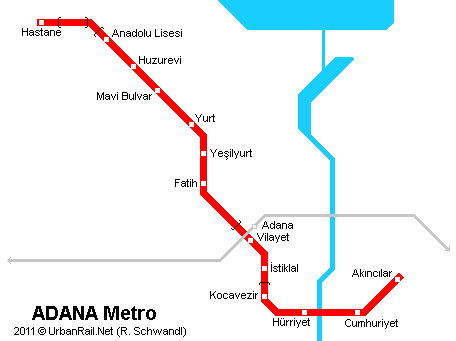 Hastane
Anadolu Lisesi
Huzurevi
Mavi Bulvar
Yurt
Yeşilyurt
Fatih
Adana
Vilayet
İstiklal
Akıncılar
Kocavezir
Hürriyet
Cumhuriyet
ADANA Metro
2011 © UrbanRail.Net (R. Schwandl)